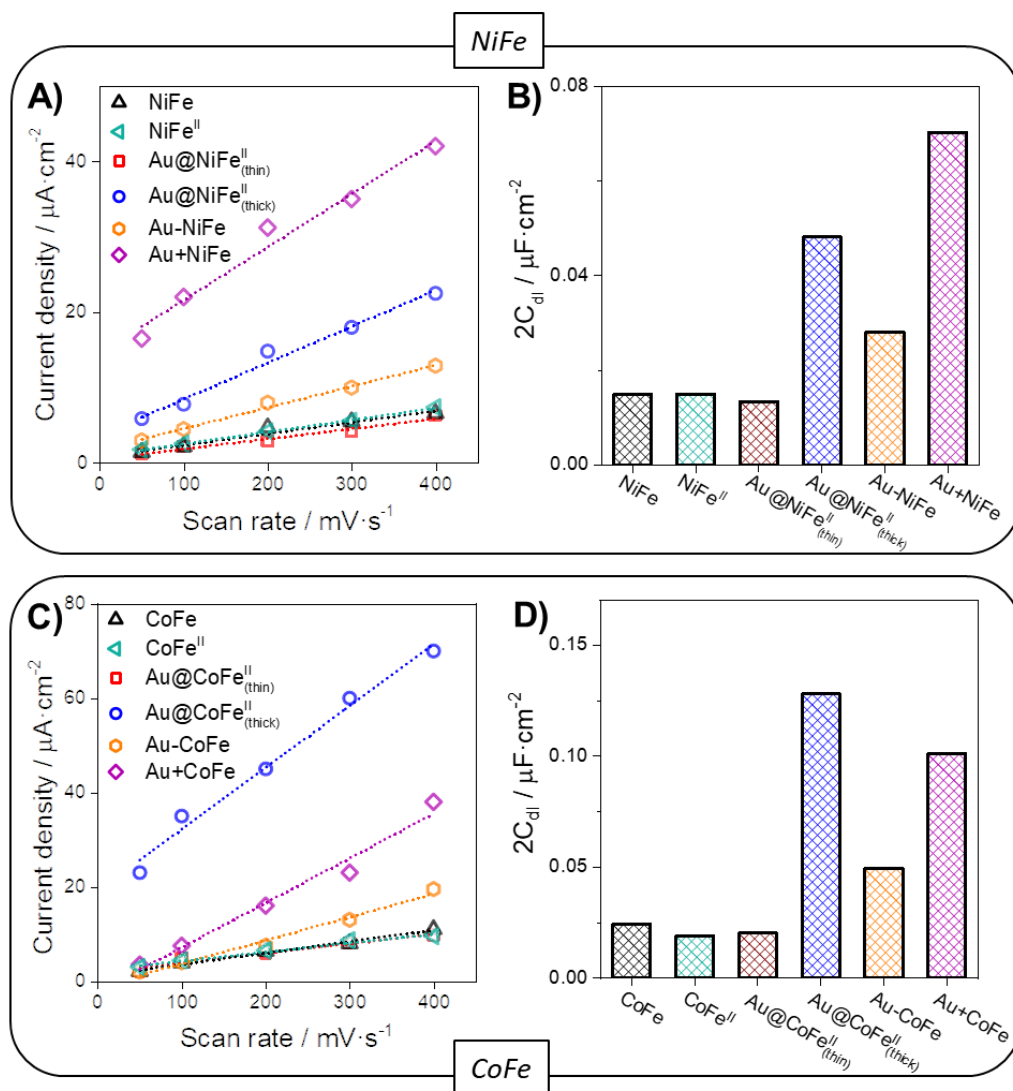 NiFe
A)
NiFe
NiFeᴵᴵ
Au@NiFeᴵᴵ(thin)
Au@NiFeᴵᴵ(thick)
Au-NiFe
Au+NiFe
Current density / μA·cm⁻²
40
20
0
0 100 200 300 400
Scan rate / mV·s⁻¹
B)
2C_dl / μF·cm⁻²
0.08
0.04
0.00
NiFe
NiFeᴵᴵ
Au@NiFeᴵᴵ(thin)
Au@NiFeᴵᴵ(thick)
Au-NiFe
Au+NiFe
C)
CoFe
CoFeᴵᴵ
Au@CoFeᴵᴵ(thin)
Au@CoFeᴵᴵ(thick)
Au-CoFe
Au+CoFe
Current density / μA·cm⁻²
80
60
40
20
0
0 100 200 300 400
Scan rate / mV·s⁻¹
D)
2C_dl / μF·cm⁻²
0.15
0.10
0.05
0.00
CoFe
CoFeᴵᴵ
Au@CoFeᴵᴵ(thin)
Au@CoFeᴵᴵ(thick)
Au-CoFe
Au+CoFe
CoFe